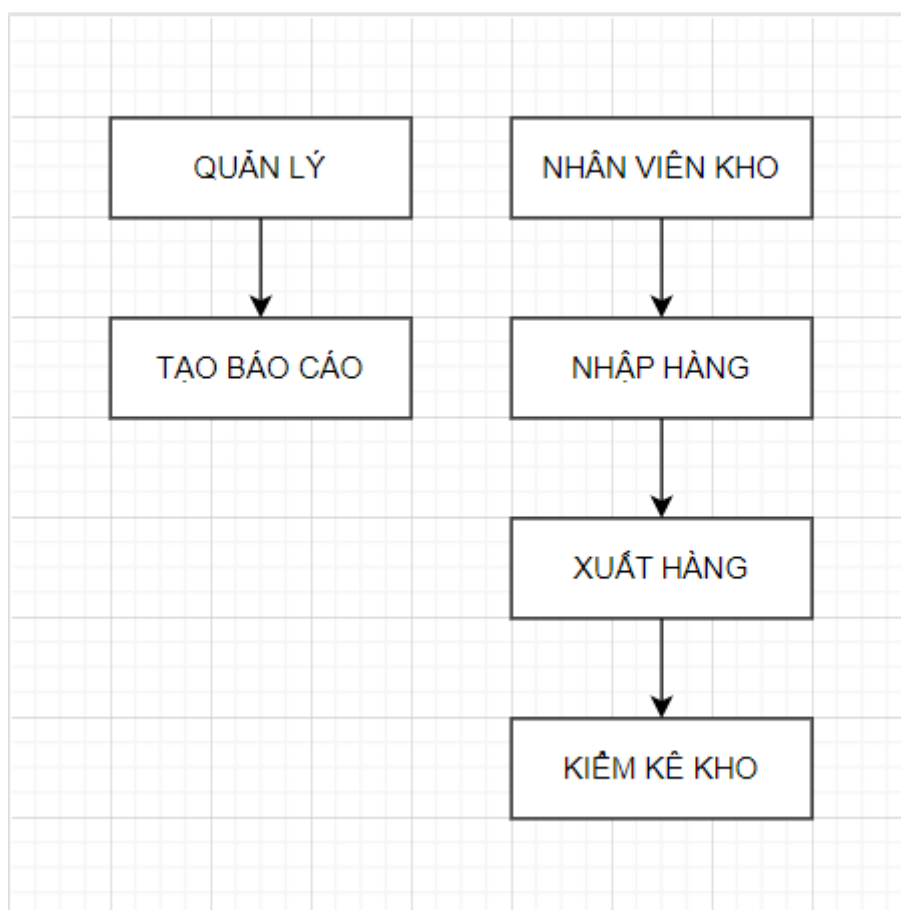 QUẢN LÝ
TẠO BÁO CÁO
NHÂN VIÊN KHO
NHẬP HÀNG
XUẤT HÀNG
KIỂM KÊ KHO